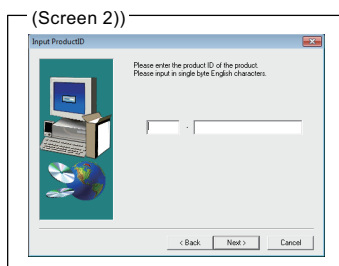 (Screen 2))
Input ProductID
Please enter the product ID of the product.
Please input in single byte English characters.
-
< Back Next > Cancel